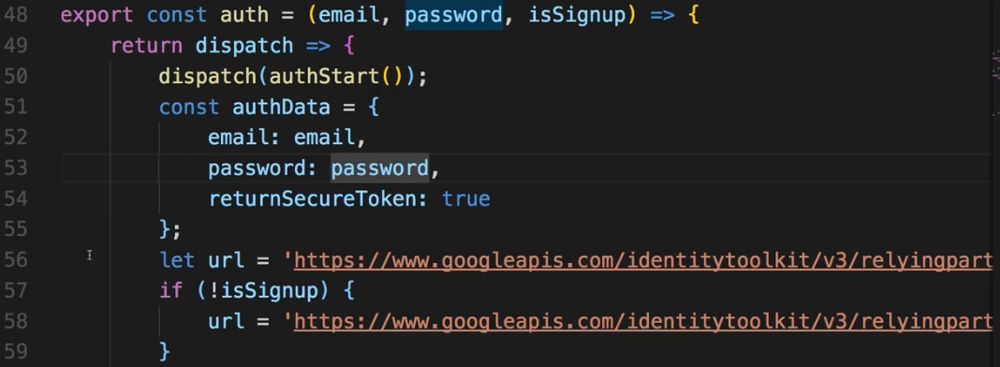 48 export const auth = (email, password, isSignup) => {
49 return dispatch => {
50 dispatch(authStart());
51 const authData = {
52 email: email,
53 password: password,
54 returnSecureToken: true
55 };
56 let url = 'https://www.googleapis.com/identitytoolkit/v3/relyingpart
57 if (!isSignup) {
58 url = 'https://www.googleapis.com/identitytoolkit/v3/relyingpart
59 }